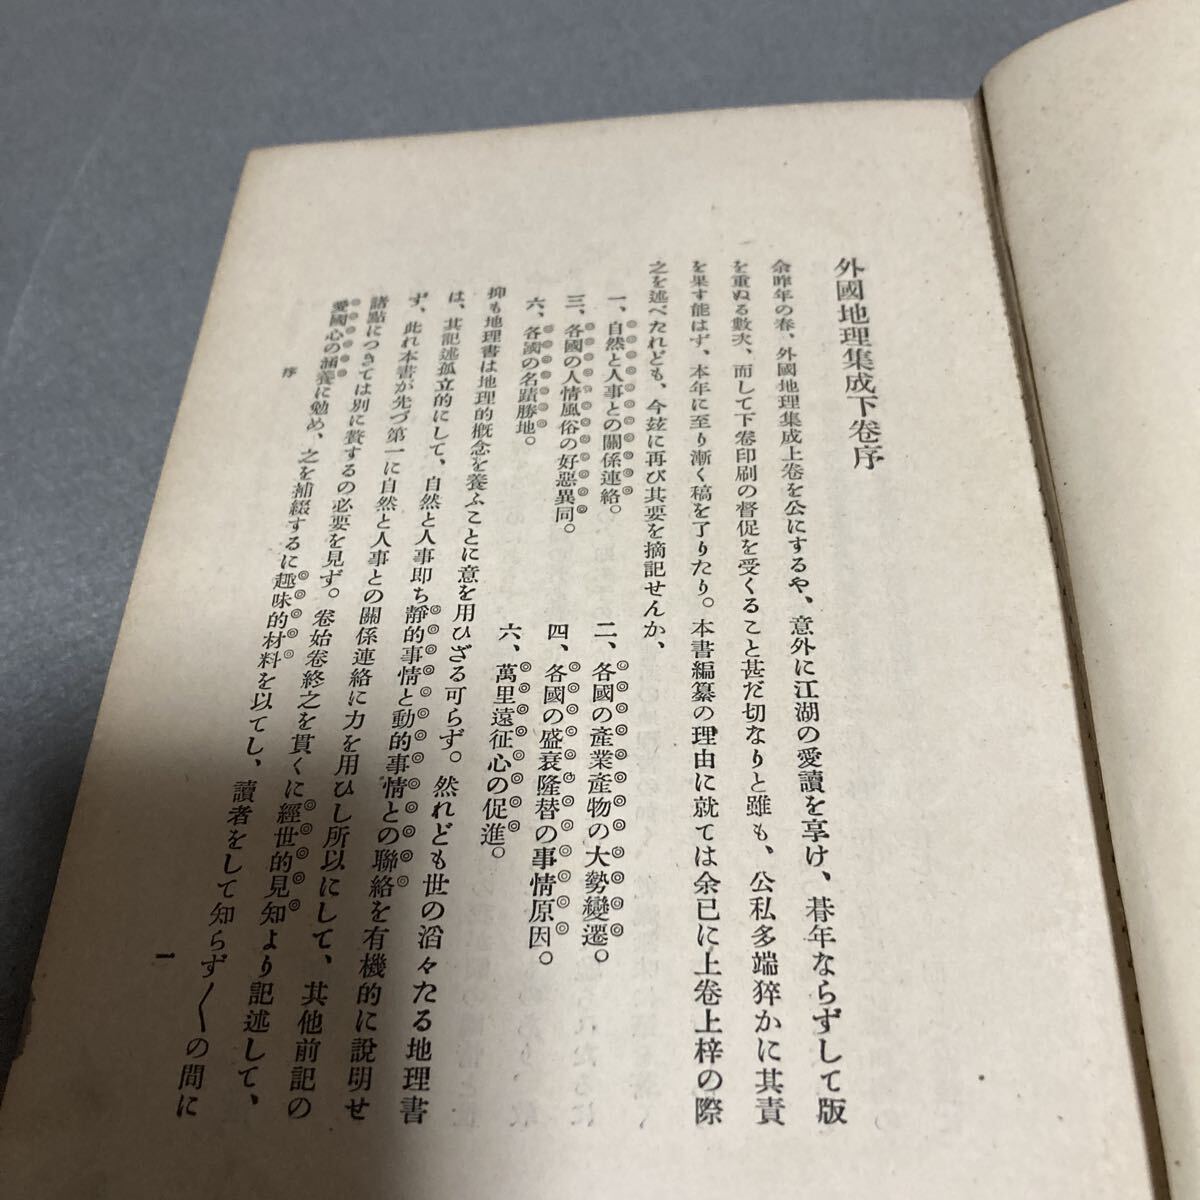 外國地理集成下卷序
余昨年の春、外國地理集成上卷を公にするや、意外に江湖の愛讀を享け、朞年ならずして版
を重ぬる數次、而して下卷印刷の督促を受くること甚だ切なりと雖も、公私多端猝かに其責
を果す能はず、本年に至り漸く稿を了りたり。本書編纂の理由に就ては余已に上卷上梓の際
之を述べたれども、今玆に再び其要を摘記せんか、
一、自然と人事との關係連絡。 二、各國の產業產物の大勢變遷。
三、各國の人情風俗の好惡異同。 四、各國の盛衰隆替の事情原因。
六、各國の名蹟勝地。 六、萬里遠征心の促進。
抑も地理書は地理的概念を養ふことに意を用ひざる可らず。然れども世の滔々たる地理書
は、其記述孤立的にして、自然と人事即ち靜的事情と動的事情との聯絡を有機的に說明せ
ず、此れ本書が先づ第一に自然と人事との關係連絡に力を用ひし所以にして、其他前記の
諸點につきては別に贅するの必要を見ず。卷始卷終之を貫くに經世的見知より記述して、
愛國心の涵養に勉め、之を補綴するに趣味的材料を以てし、讀者をして知らず〳〵の間に
序
一